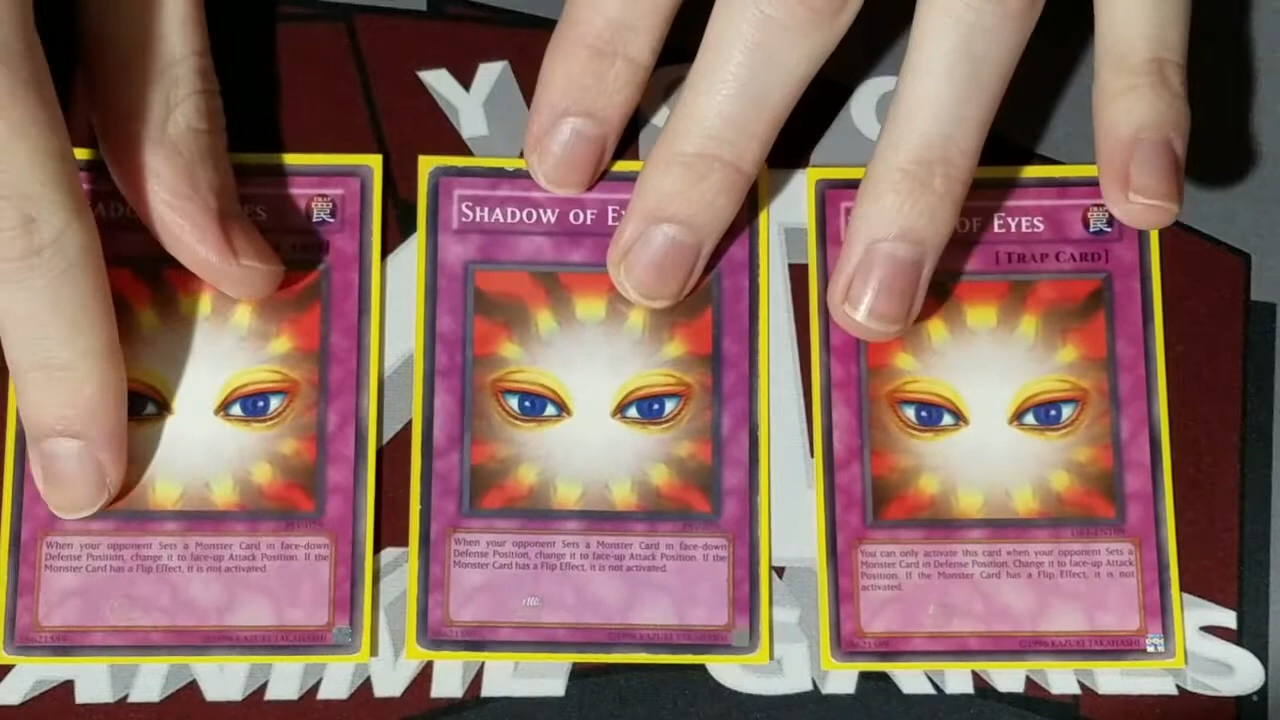 Y
EYES
TRAP
When your opponent Sets a Monster Card in face-down
Defense Position, change it to face-up Attack Position. If the
Monster Card has a Flip Effect, it is not activated.
©1996 KAZUKI TAKAHASHI
SHADOW OF
When your opponent Sets a Monster Card in face-down
Defense Position, change it to face-up Attack Position. If the
Monster Card has a Flip Effect, it is not activated.
©1996 KAZUKI TAKAHASHI
OF EYES
TRAP
罠
[TRAP CARD]
You can only activate this card when your opponent Sets a
Monster Card in Defense Position. Change it to face-up Attack
Position. If the Monster Card has a Flip Effect, it is not
activated.
©1996 KAZUKI TAKAHASHI
ANIME GAMES